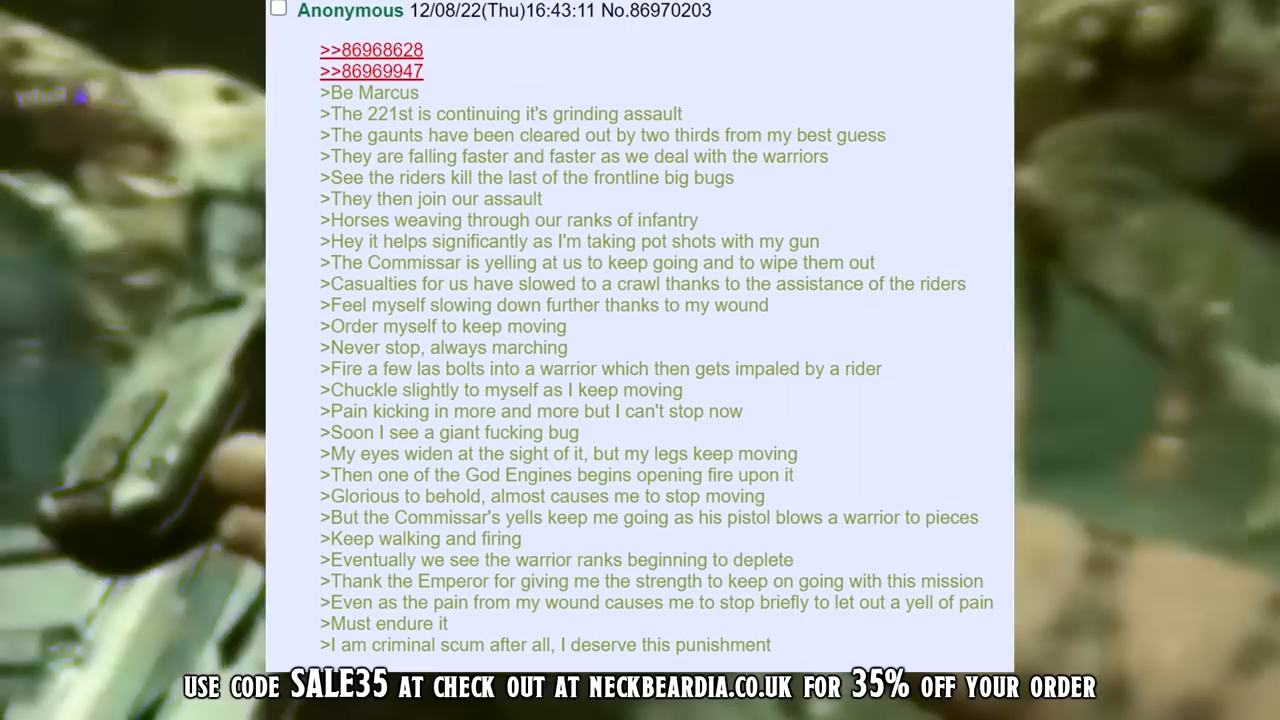 Anonymous 12/08/22(Thu)16:43:11 No.86970203
>>86968628
>>86969947
>Be Marcus
>The 221st is continuing it's grinding assault
>The gaunts have been cleared out by two thirds from my best guess
>They are falling faster and faster as we deal with the warriors
>See the riders kill the last of the frontline big bugs
>They then join our assault
>Horses weaving through our ranks of infantry
>Hey it helps significantly as I'm taking pot shots with my gun
>The Commissar is yelling at us to keep going and to wipe them out
>Casualties for us have slowed to a crawl thanks to the assistance of the riders
>Feel myself slowing down further thanks to my wound
>Order myself to keep moving
>Never stop, always marching
>Fire a few las bolts into a warrior which then gets impaled by a rider
>Chuckle slightly to myself as I keep moving
>Pain kicking in more and more but I can't stop now
>Soon I see a giant fucking bug
>My eyes widen at the sight of it, but my legs keep moving
>Then one of the God Engines begins opening fire upon it
>Glorious to behold, almost causes me to stop moving
>But the Commissar's yells keep me going as his pistol blows a warrior to pieces
>Keep walking and firing
>Eventually we see the warrior ranks beginning to deplete
>Thank the Emperor for giving me the strength to keep on going with this mission
>Even as the pain from my wound causes me to stop briefly to let out a yell of pain
>Must endure it
>I am criminal scum after all, I deserve this punishment
USE CODE SALE35 AT CHECK OUT AT NECKBEARDIA.CO.UK FOR 35% OFF YOUR ORDER